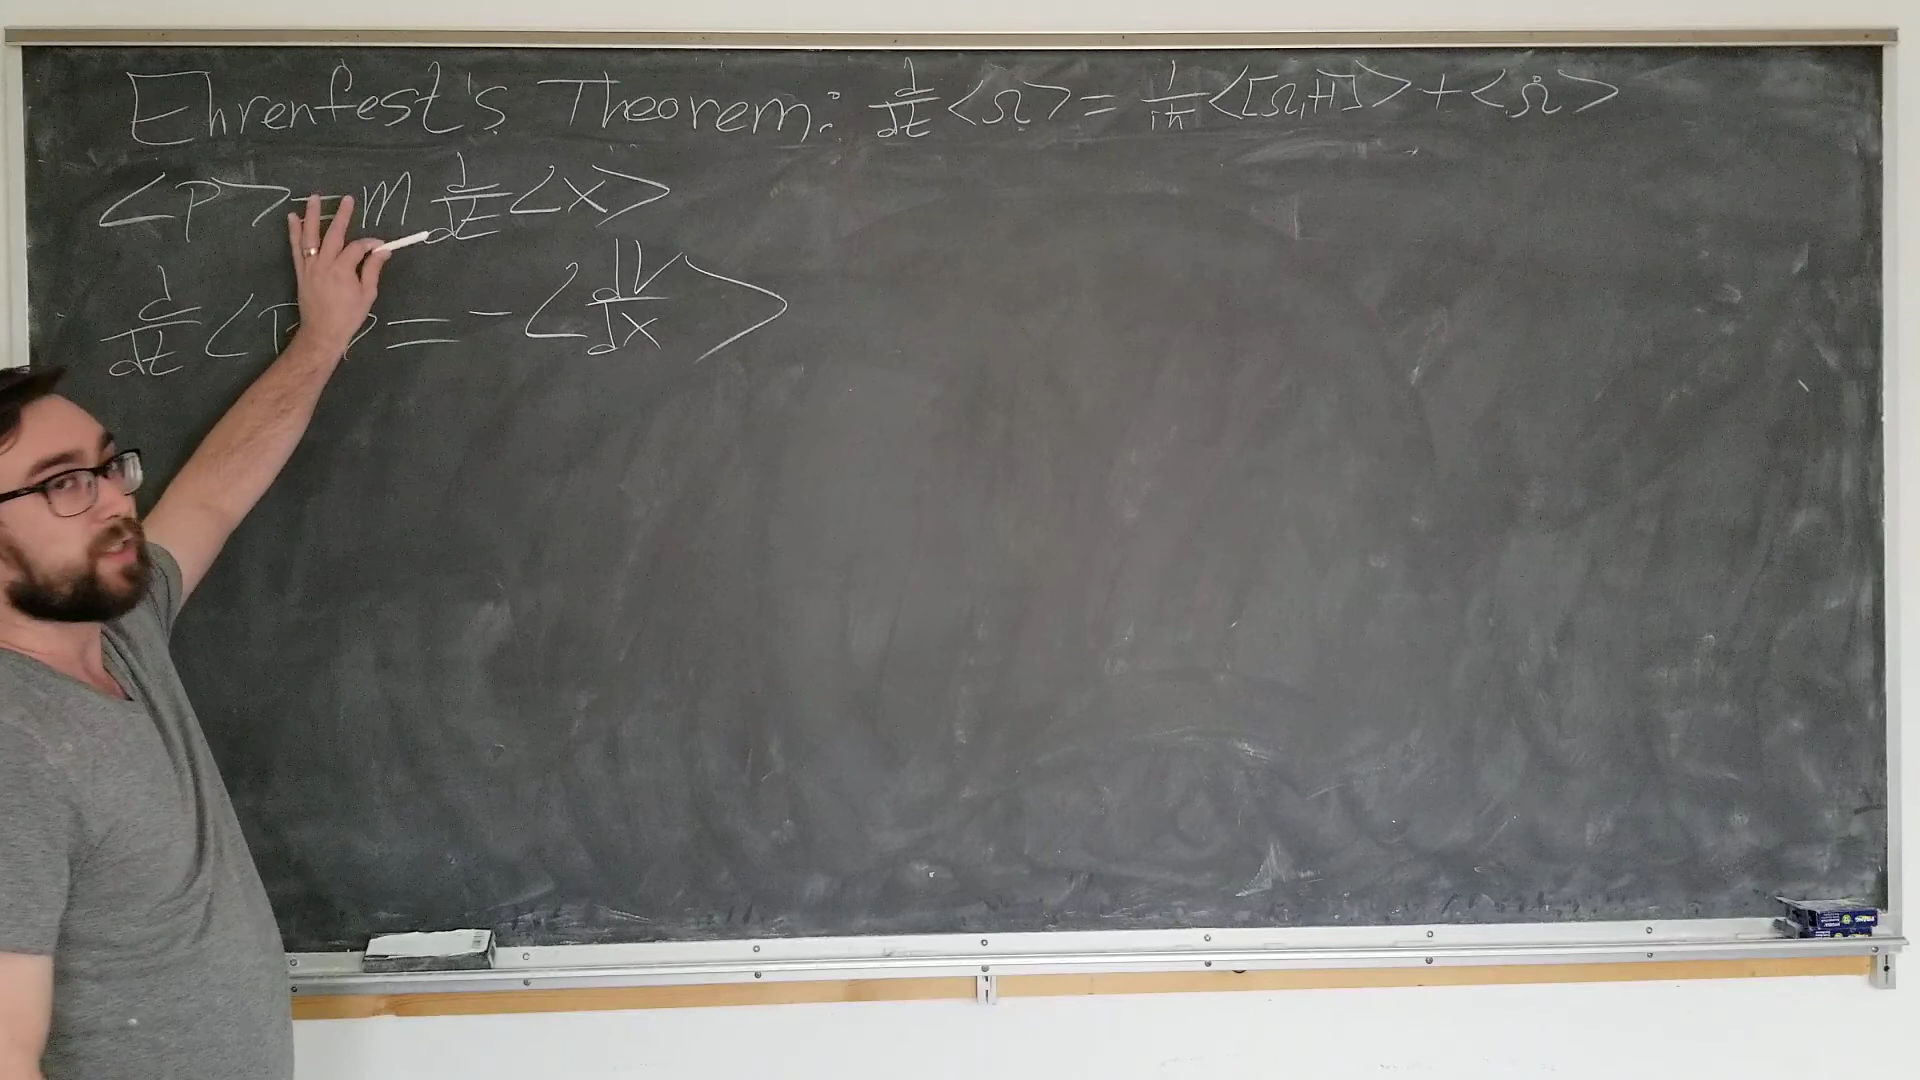 Ehrenfest's Theorem: d/dt <Ω> = 1/iħ <[Ω,H]> + <Ω̇>
<p> = m d/dt <x>
d/dt <p> = - <dV/dx>